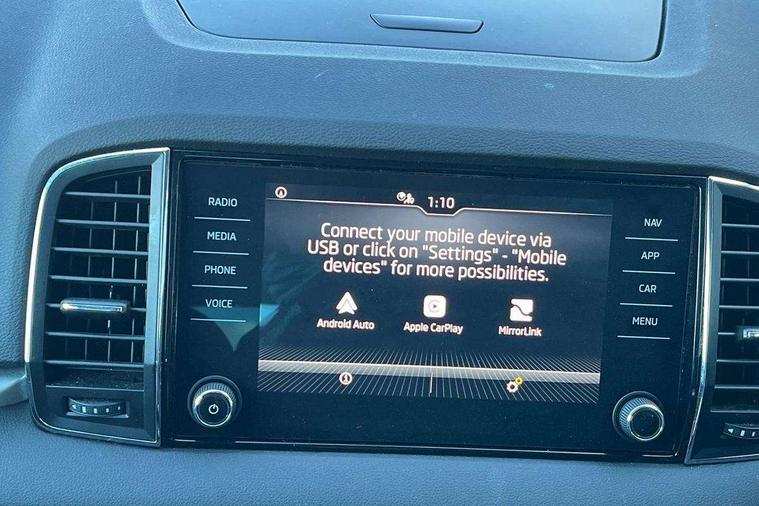 1:10
RADIO
MEDIA
PHONE
VOICE
Connect your mobile device via
USB or click on "Settings" - "Mobile
devices" for more possibilities.
Android Auto
Apple CarPlay
MirrorLink
NAV
APP
CAR
MENU